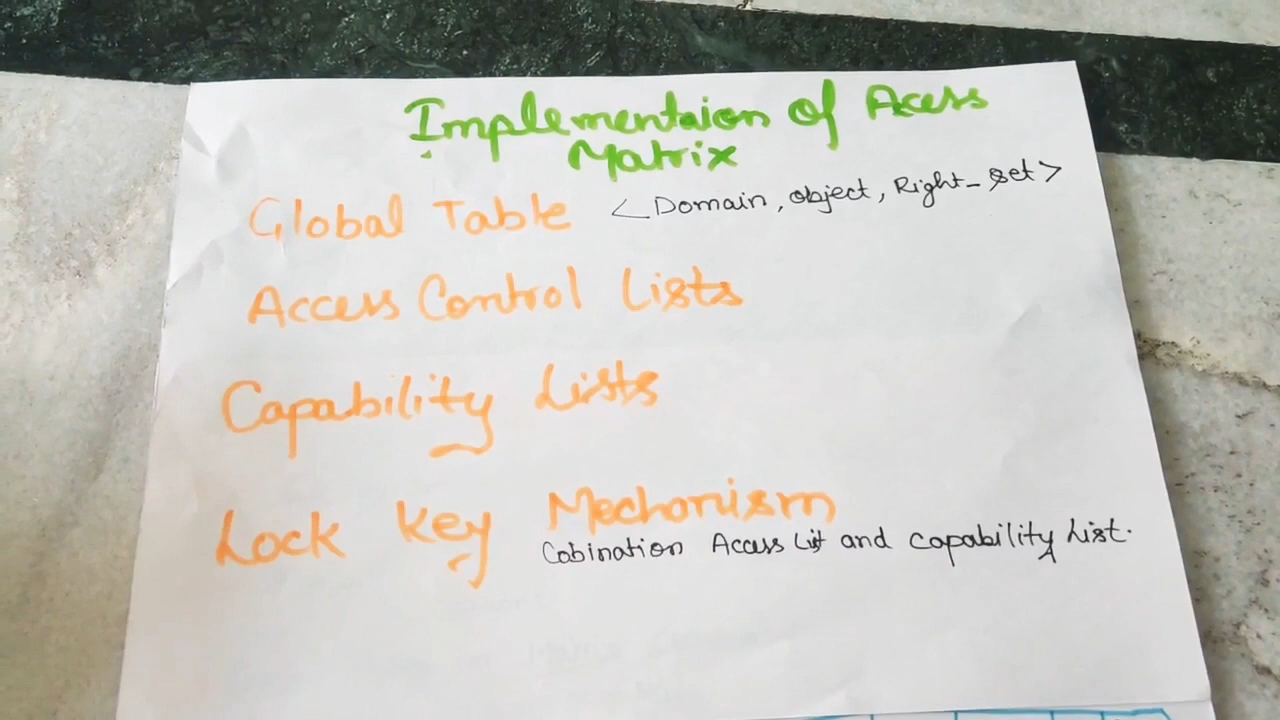 Implementaion of Acess
Matrix
Global Table <Domain, object, Right_set>
Access Control Lists
Capability Lists
Lock Key Mechanism
Cobination Access List and Capability List.